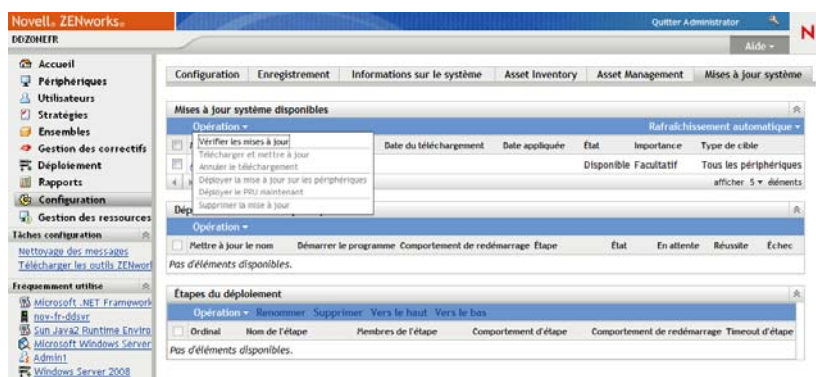 Novell® ZENworks®
Quitter Administrator
N
DDZONEFR
Aide
Accueil
Périphériques
Utilisateurs
Stratégies
Ensembles
Gestion des correctifs
Déploiement
Rapports
Configuration
Gestion des ressources
Tâches configuration
Nettoyage des messages
Télécharger les outils ZENworl
Fréquemment utilisé
Microsoft .NET Framework
nov-fr-ddsvr
Sun Java2 Runtime Enviro
Microsoft Windows Server
Admin1
Windows Server 2008
Configuration Enregistrement Informations sur le système Asset Inventory Asset Management Mises à jour système
Mises à jour système disponibles
Opération Rafraîchissement automatique
Date du téléchargement Date appliquée État Importance Type de cible
Disponible Facultatif Tous les périphériques
afficher 5 éléments
Vérifier les mises à jour
Télécharger et mettre à jour
Annuler le téléchargement
Déployer la mise à jour sur les périphériques
Déployer le PRU maintenant
Supprimer la mise à jour
Dép
Opération
Mettre à jour le nom Démarrer le programme Comportement de redémarrage Étape État En attente Réussite Échec
Pas d'éléments disponibles.
Étapes du déploiement
Opération Renommer Supprimer Vers le haut Vers le bas
Ordinal Nom de l'étape Membres de l'étape Comportement d'étape Comportement de redémarrage Timeout d'étape
Pas d'éléments disponibles.